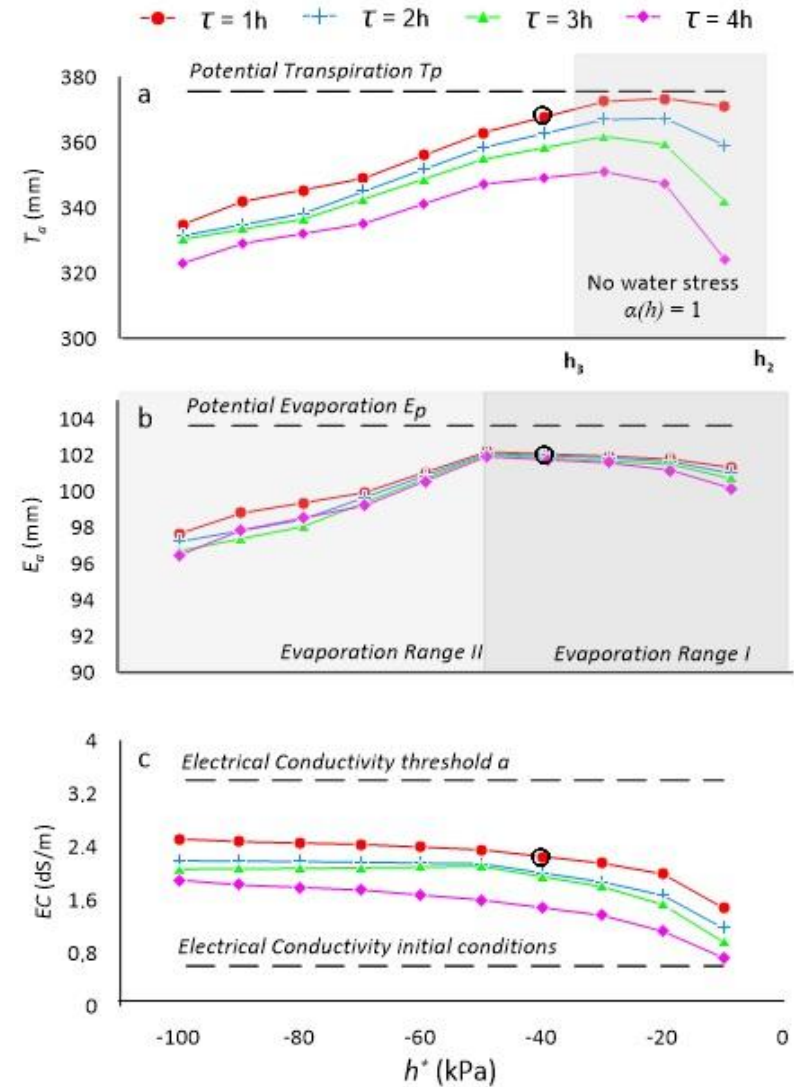 τ = 1h τ = 2h τ = 3h τ = 4h
380
360
340
320
300
Tₐ (mm)
a
Potential Transpiration Tp
No water stress
α(h) = 1
h₃ h₂
104
102
100
98
96
94
92
90
Eₐ (mm)
b
Potential Evaporation Eₚ
Evaporation Range II Evaporation Range I
4
3,2
2.4
1.6
0,8
0
EC (dS/m)
c
Electrical Conductivity threshold a
Electrical Conductivity initial conditions
-100 -80 -60 -40 -20 0
h* (kPa)